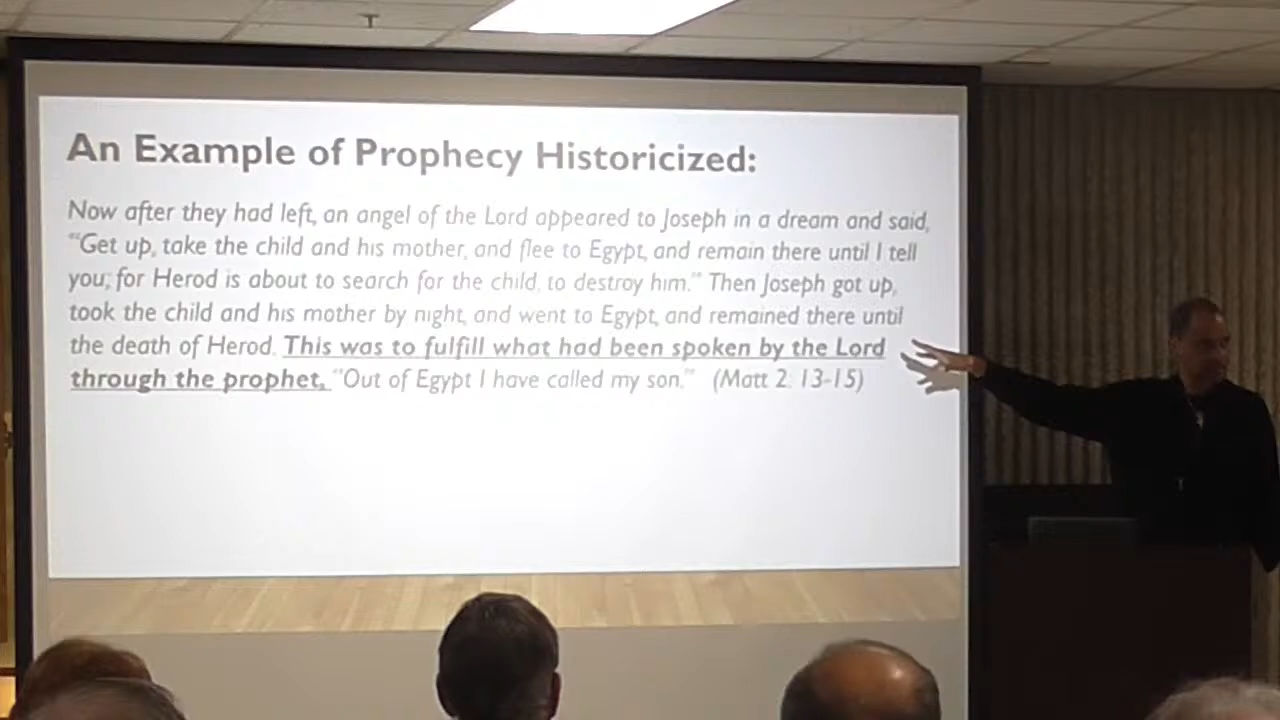 An Example of Prophecy Historicized:
Now after they had left, an angel of the Lord appeared to Joseph in a dream and said,
"Get up, take the child and his mother, and flee to Egypt, and remain there until I tell
you; for Herod is about to search for the child, to destroy him." Then Joseph got up,
took the child and his mother by night, and went to Egypt, and remained there until
the death of Herod. This was to fulfill what had been spoken by the Lord
through the prophet, "Out of Egypt I have called my son." (Matt 2: 13-15)